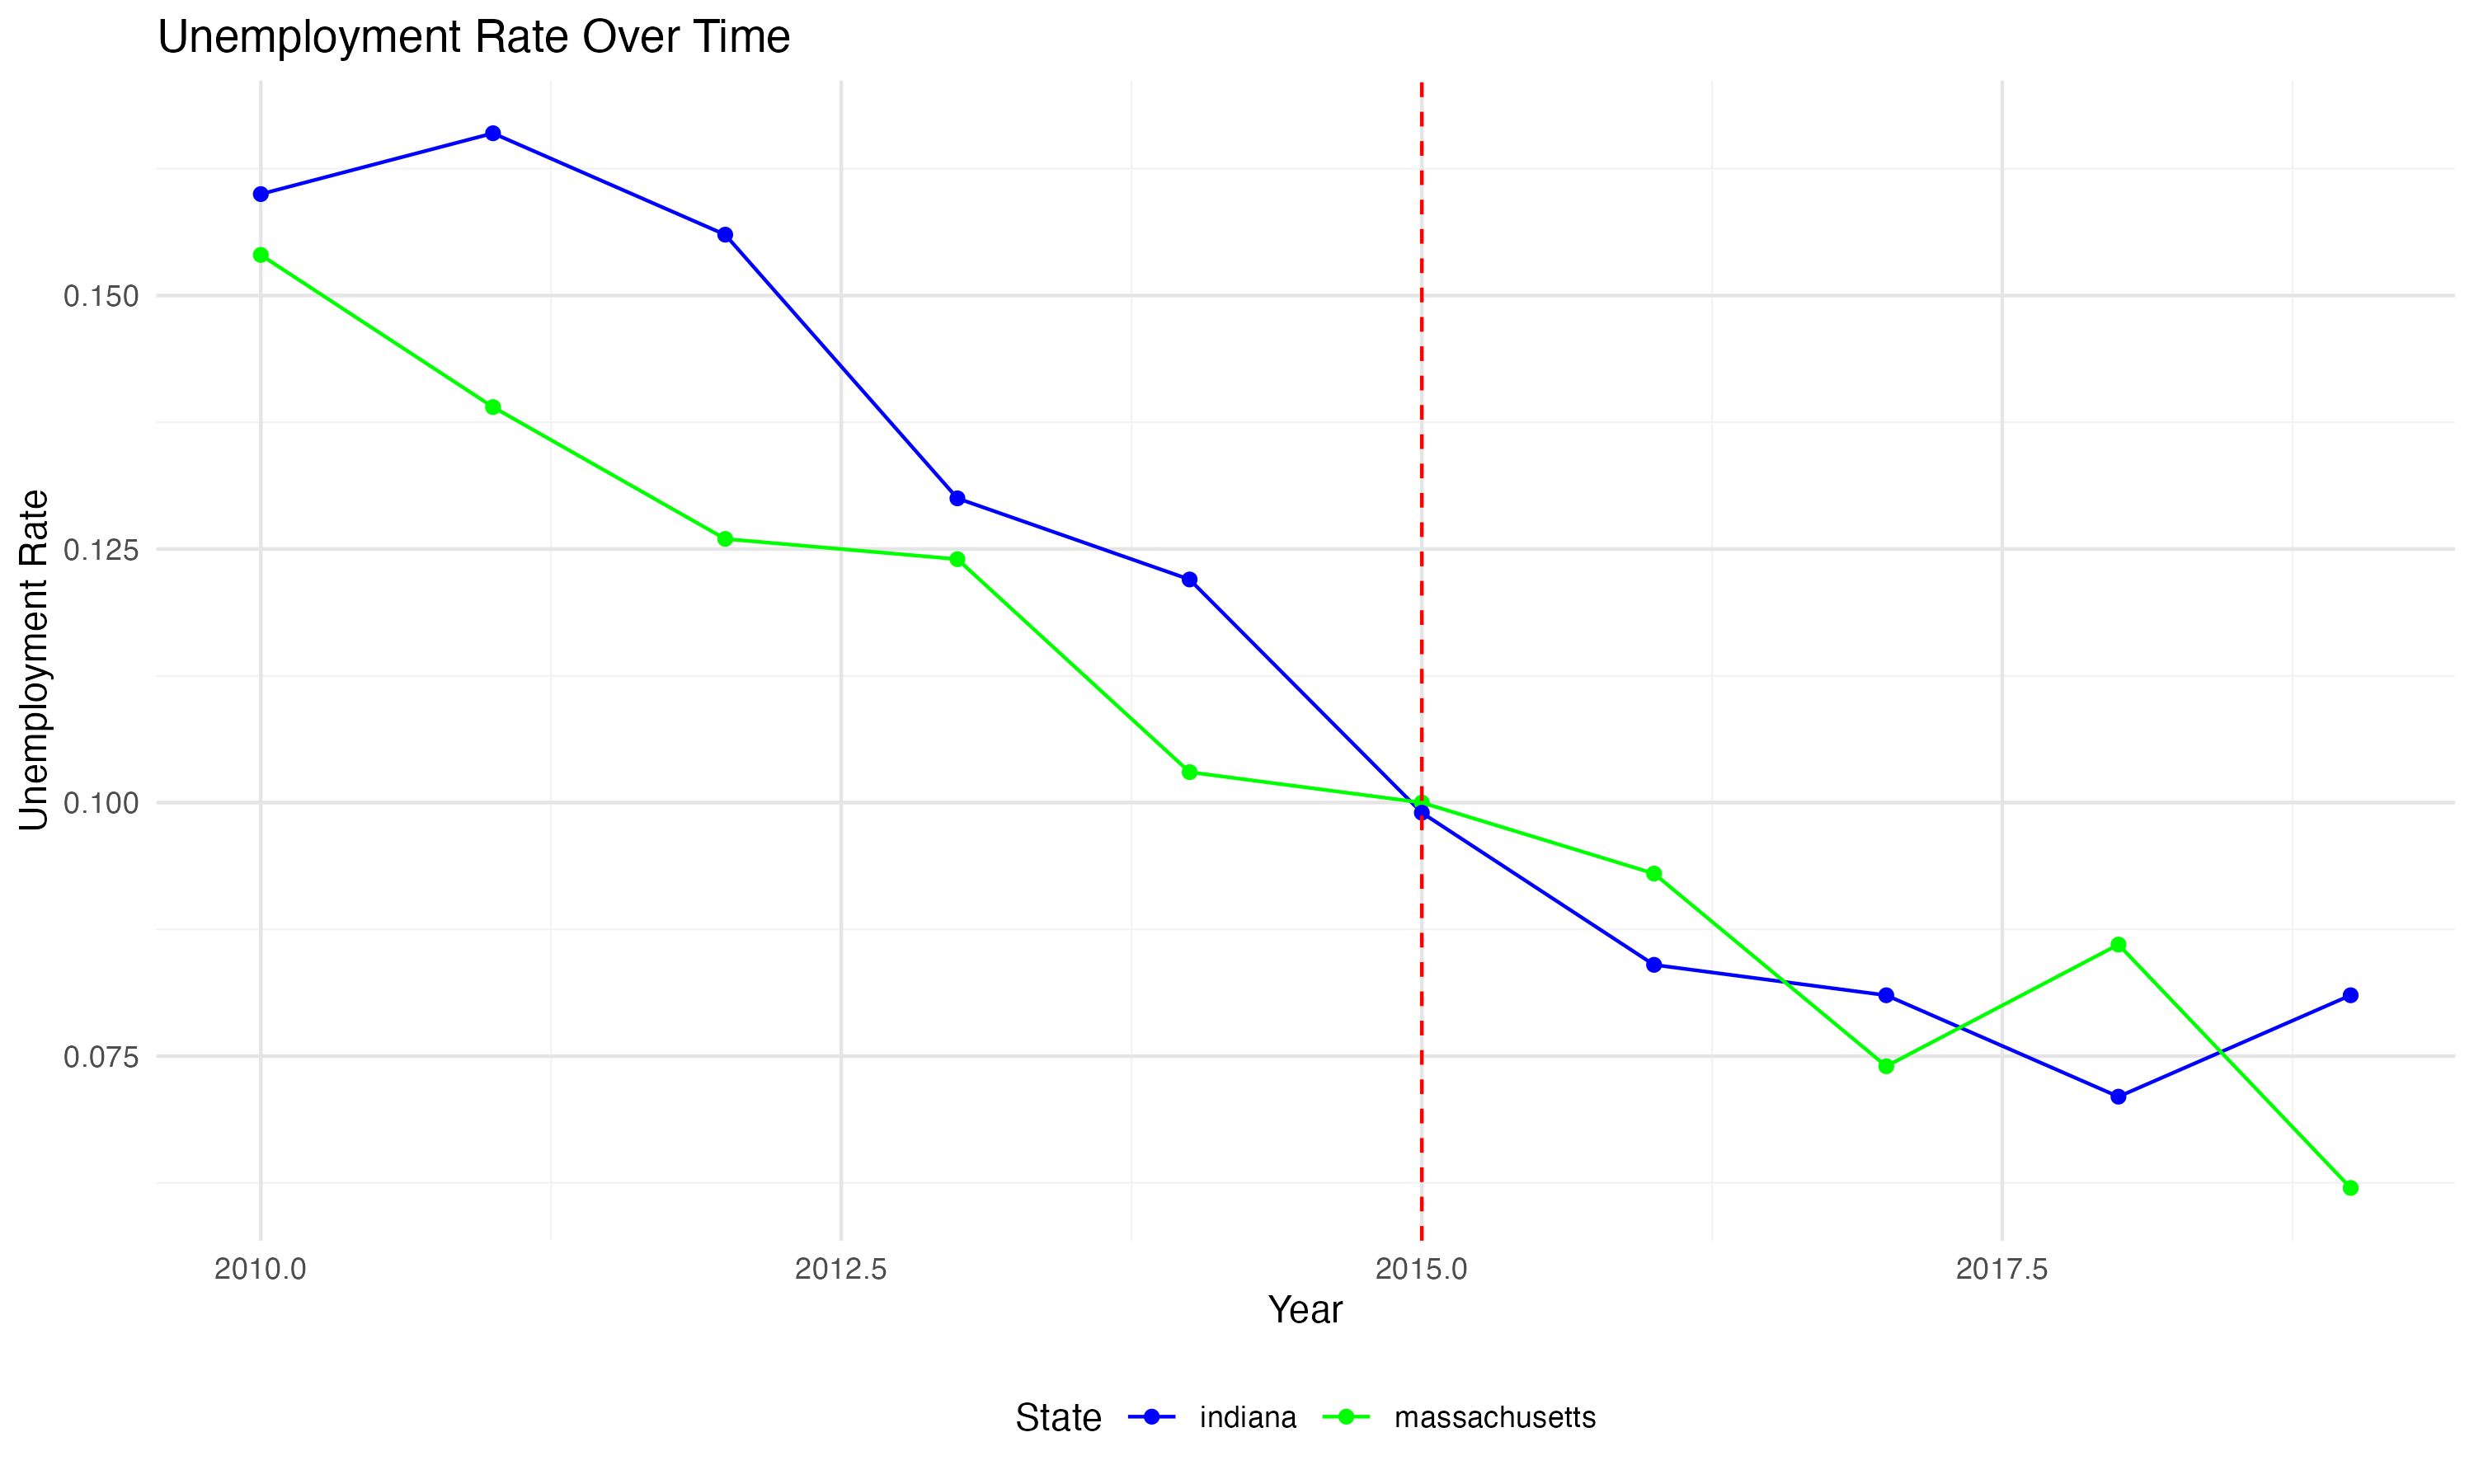 Unemployment Rate Over Time
Unemployment Rate
0.150
0.125
0.100
0.075
2010.0 2012.5 2015.0 2017.5
Year
State indiana massachusetts